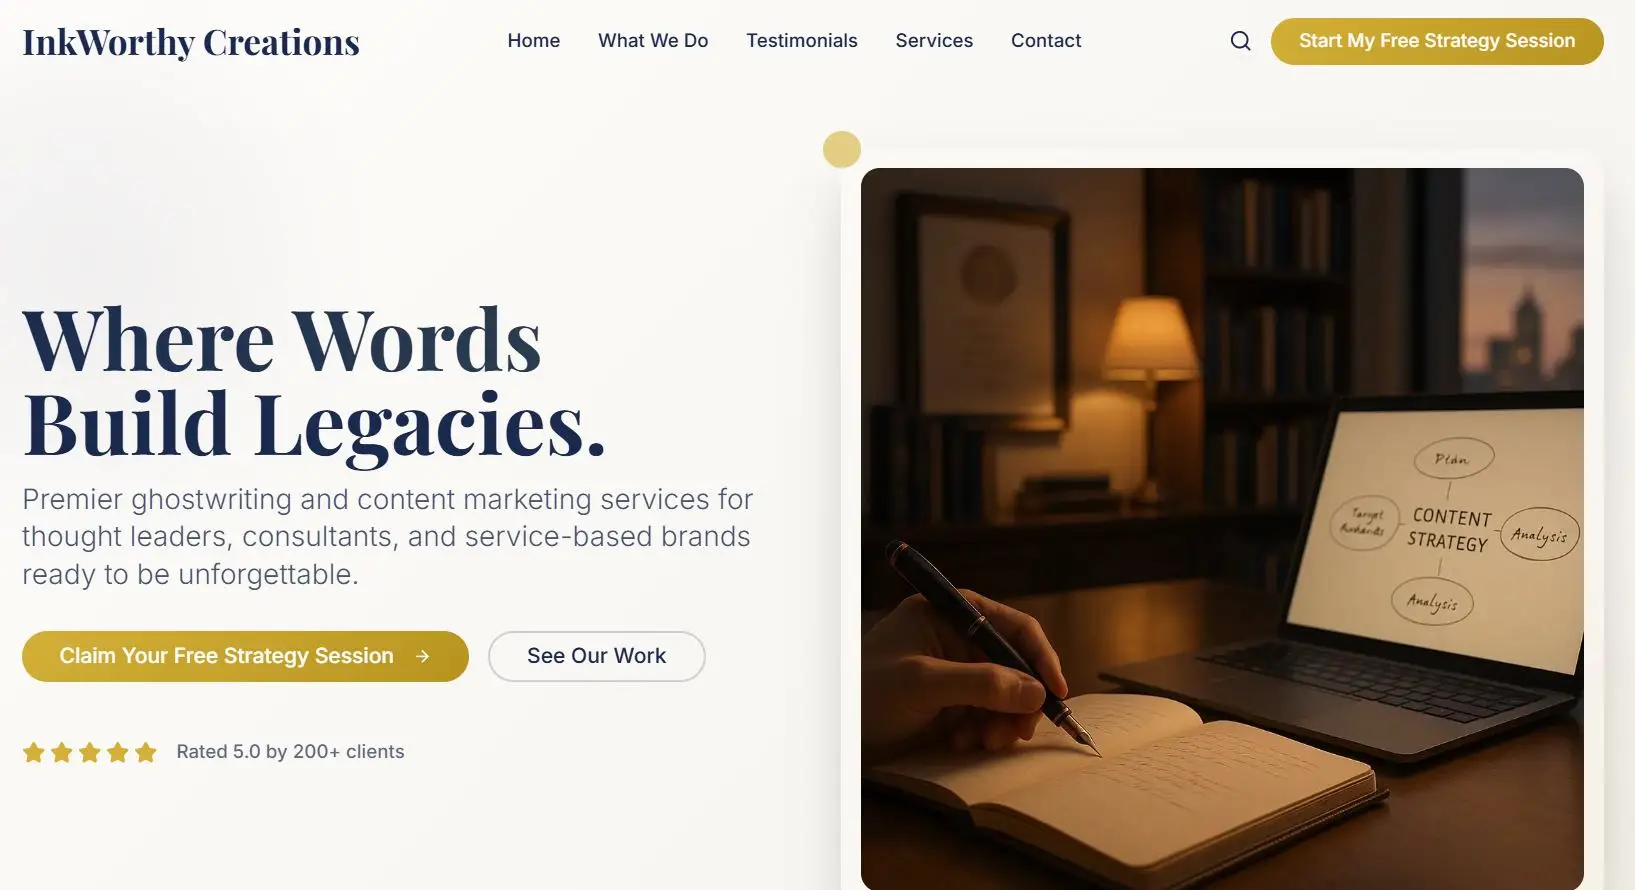 InkWorthy Creations
Home
What We Do
Testimonials
Services
Contact
Start My Free Strategy Session
Where Words
Build Legacies.
Premier ghostwriting and content marketing services for
thought leaders, consultants, and service-based brands
ready to be unforgettable.
Claim Your Free Strategy Session →
See Our Work
Rated 5.0 by 200+ clients
Plan
Target
CONTENT
STRATEGY
Analysis
Analysis